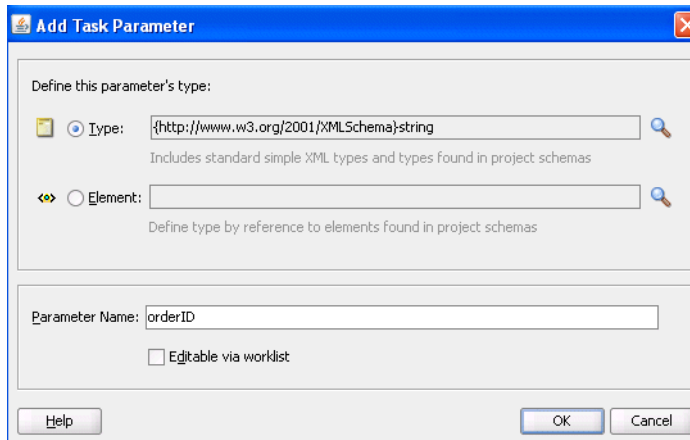 Add Task Parameter
Define this parameter's type:
Type: {http://www.w3.org/2001/XMLSchema}string
Includes standard simple XML types and types found in project schemas
Element:
Define type by reference to elements found in project schemas
Parameter Name: orderID
Editable via worklist
Help OK Cancel